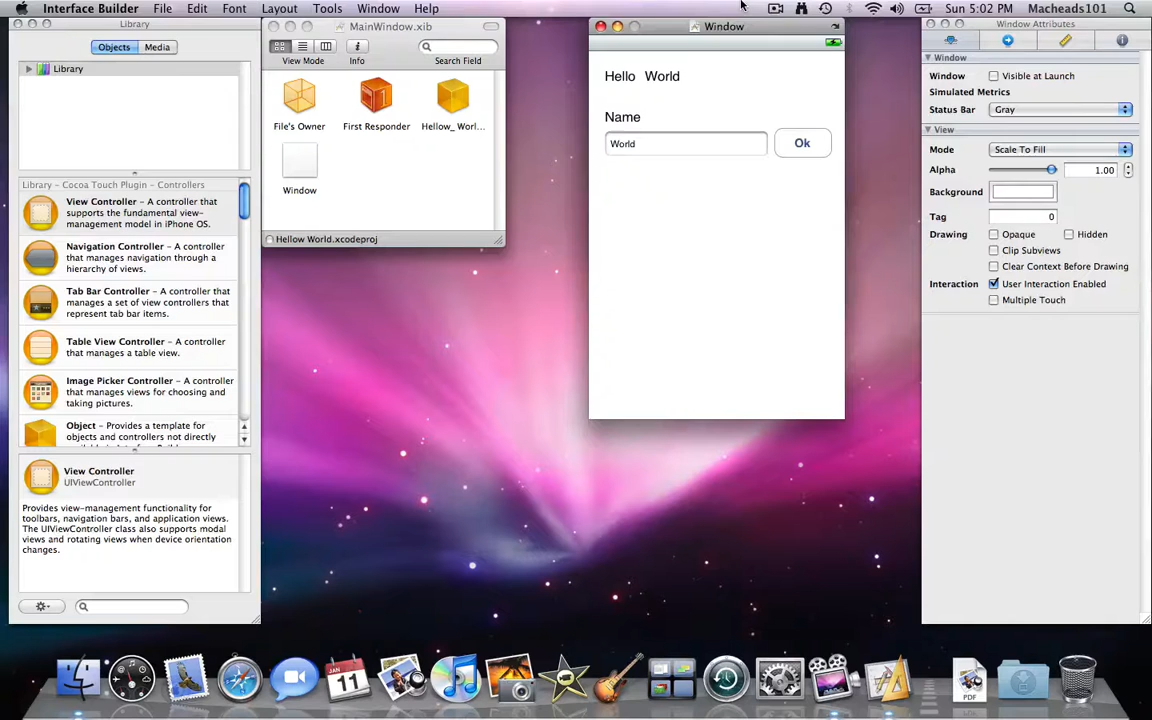 Interface Builder File Edit Font Layout Tools Window Help
Sun 5:02 PM Macheads101
Library
Objects Media
Library
Library – Cocoa Touch Plugin – Controllers
View Controller – A controller that
supports the fundamental view-
management model in iPhone OS.
Navigation Controller – A controller
that manages navigation through a
hierarchy of views.
Tab Bar Controller – A controller that
manages a set of view controllers that
represent tab bar items.
Table View Controller – A controller
that manages a table view.
Image Picker Controller – A controller
that manages views for choosing and
taking pictures.
Object – Provides a template for
objects and controllers not directly
View Controller
UIViewController
Provides view-management functionality for
toolbars, navigation bars, and application views.
The UIViewController class also supports modal
views and rotating views when device orientation
changes.
MainWindow.xib
View Mode Info Search Field
File's Owner First Responder Hellow_ Worl...
Window
Hellow World.xcodeproj
Window
Hello World
Name
World Ok
Window Attributes
Window
Window Visible at Launch
Simulated Metrics
Status Bar Gray
View
Mode Scale To Fill
Alpha 1.00
Background
Tag 0
Drawing Opaque Hidden
Clip Subviews
Clear Context Before Drawing
Interaction User Interaction Enabled
Multiple Touch
JAN
11
PDF